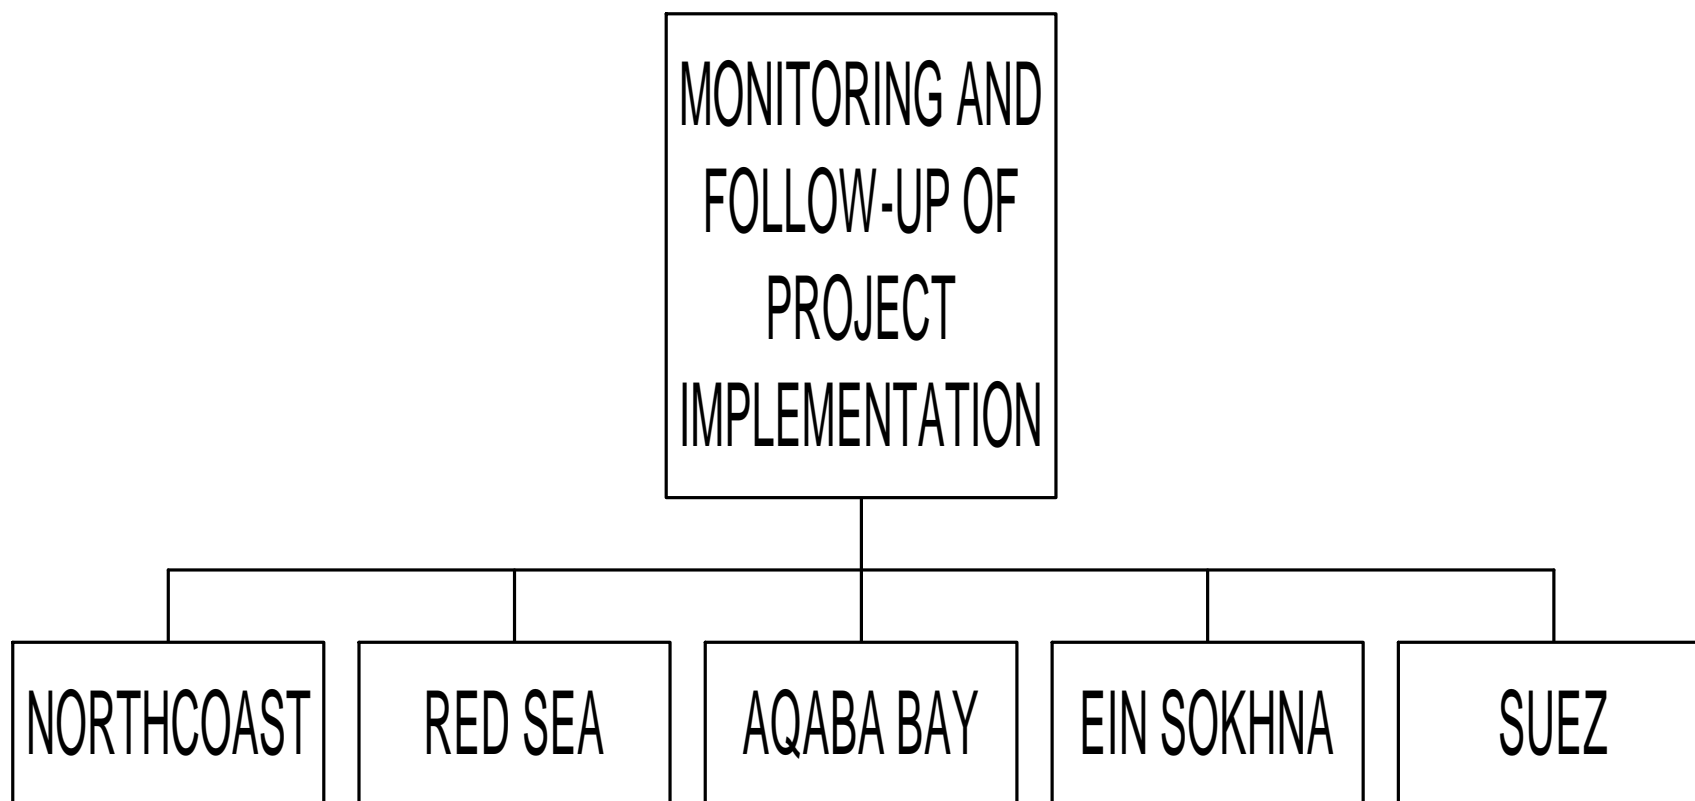 MONITORING AND
FOLLOW-UP OF
PROJECT
IMPLEMENTATION
NORTHCOAST
RED SEA
AQABA BAY
EIN SOKHNA
SUEZ